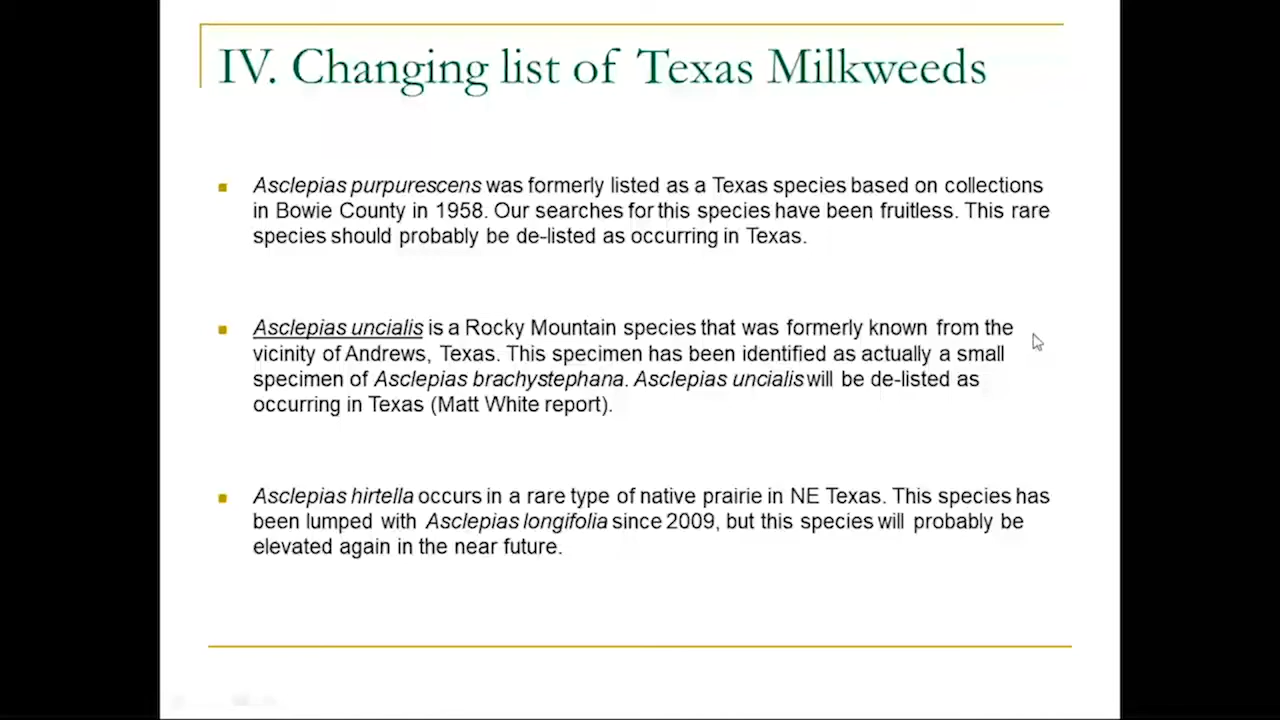 IV. Changing list of Texas Milkweeds
Asclepias purpurescens was formerly listed as a Texas species based on collections
in Bowie County in 1958. Our searches for this species have been fruitless. This rare
species should probably be de-listed as occurring in Texas.
Asclepias uncialis is a Rocky Mountain species that was formerly known from the
vicinity of Andrews, Texas. This specimen has been identified as actually a small
specimen of Asclepias brachystephana. Asclepias uncialis will be de-listed as
occurring in Texas (Matt White report).
Asclepias hirtella occurs in a rare type of native prairie in NE Texas. This species has
been lumped with Asclepias longifolia since 2009, but this species will probably be
elevated again in the near future.